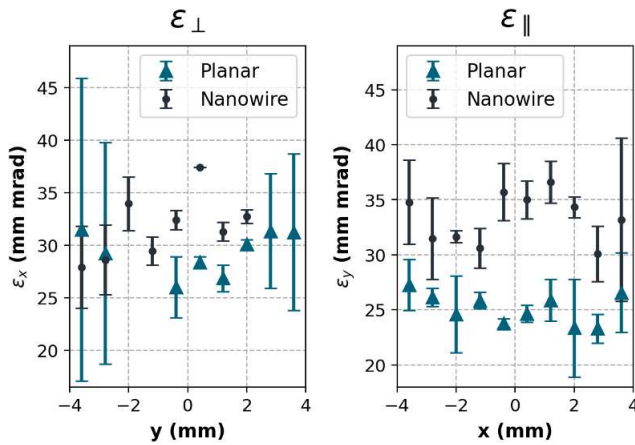 ε⊥
Planar
Nanowire
45
40
35
30
25
20
εx (mm mrad)
−4 −2 0 2 4
y (mm)
ε∥
Planar
Nanowire
45
40
35
30
25
20
εy (mm mrad)
−4 −2 0 2 4
x (mm)